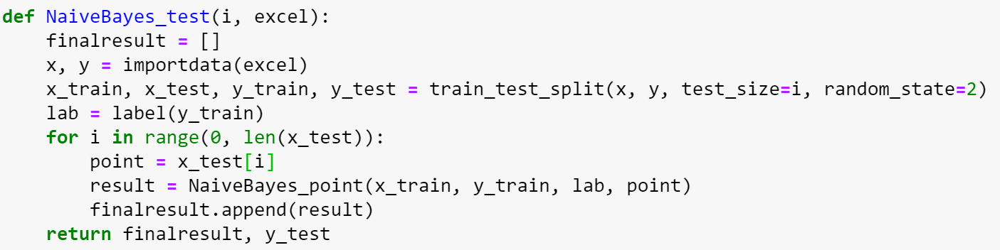 def NaiveBayes_test(i, excel):
    finalresult = []
    x, y = importdata(excel)
    x_train, x_test, y_train, y_test = train_test_split(x, y, test_size=i, random_state=2)
    lab = label(y_train)
    for i in range(0, len(x_test)):
        point = x_test[i]
        result = NaiveBayes_point(x_train, y_train, lab, point)
        finalresult.append(result)
    return finalresult, y_test